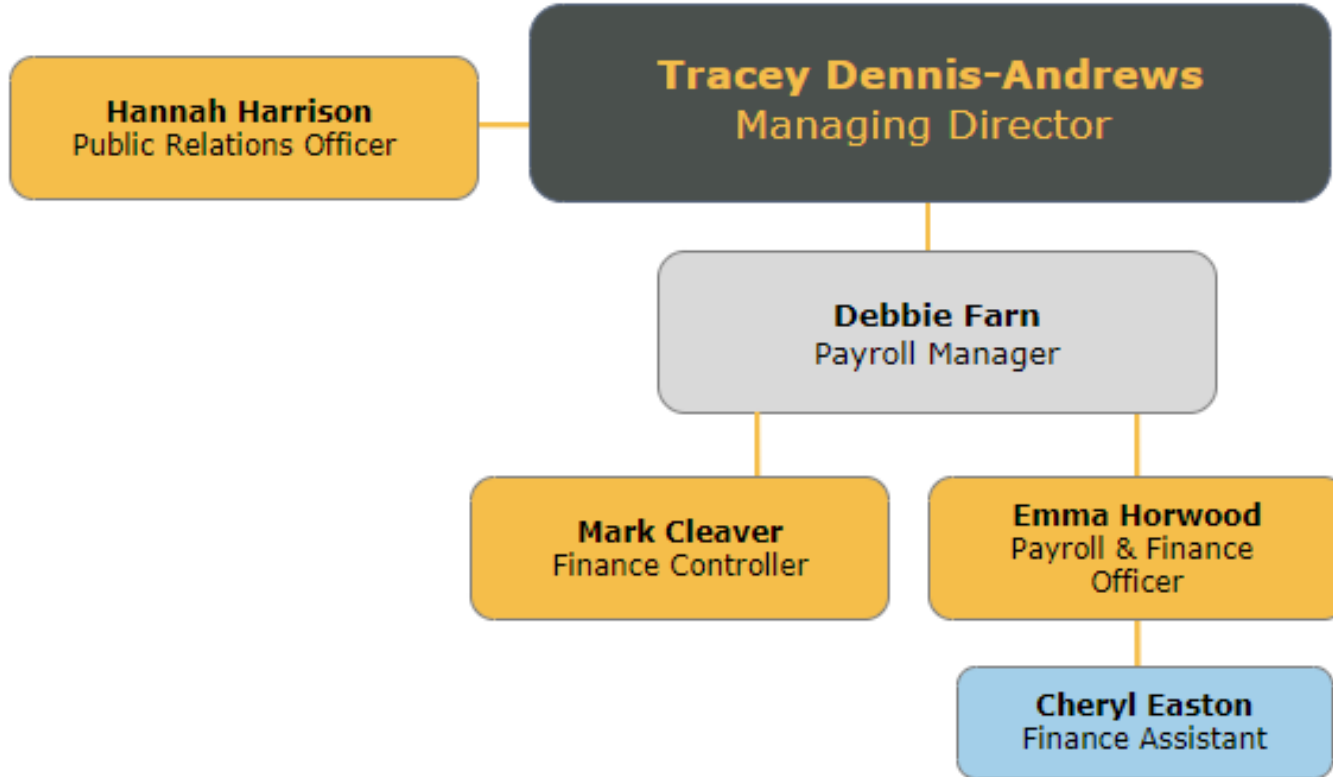 Tracey Dennis-Andrews
Managing Director
Hannah Harrison
Public Relations Officer
Debbie Farn
Payroll Manager
Mark Cleaver
Finance Controller
Emma Horwood
Payroll & Finance
Officer
Cheryl Easton
Finance Assistant